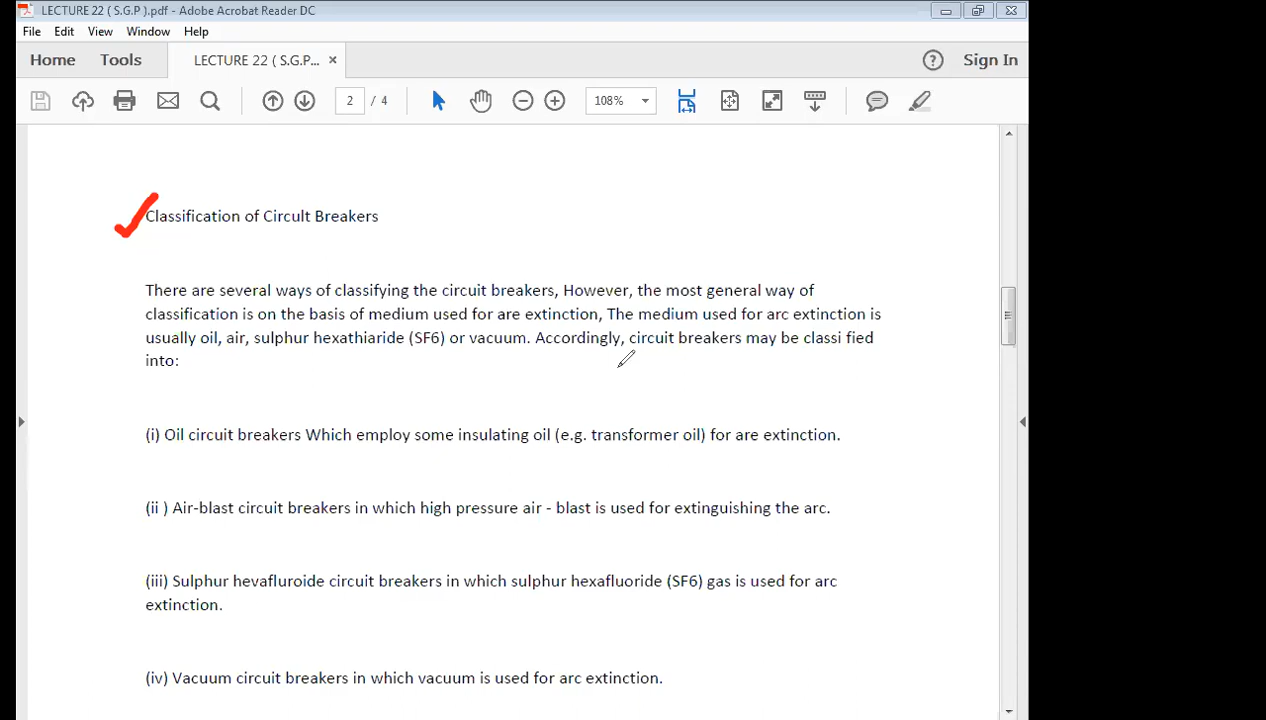 LECTURE 22 ( S.G.P ).pdf - Adobe Acrobat Reader DC
File Edit View Window Help
Home Tools LECTURE 22 ( S.G.P... × ? Sign In
2 / 4 108%
Classification of Circult Breakers
There are several ways of classifying the circuit breakers, However, the most general way of
classification is on the basis of medium used for are extinction, The medium used for arc extinction is
usually oil, air, sulphur hexathiaride (SF6) or vacuum. Accordingly, circuit breakers may be classi fied
into:
(i) Oil circuit breakers Which employ some insulating oil (e.g. transformer oil) for are extinction.
(ii ) Air-blast circuit breakers in which high pressure air - blast is used for extinguishing the arc.
(iii) Sulphur hevafluroide circuit breakers in which sulphur hexafluoride (SF6) gas is used for arc
extinction.
(iv) Vacuum circuit breakers in which vacuum is used for arc extinction.